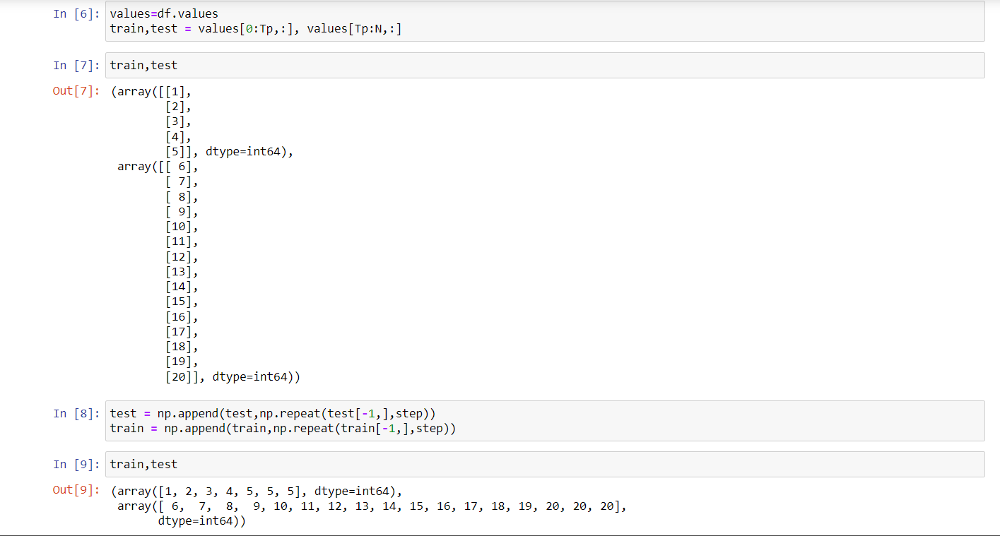 In [6]: values=df.values
train,test = values[0:Tp,:], values[Tp:N,:]
In [7]: train,test
Out[7]: (array([[1],
[2],
[3],
[4],
[5]], dtype=int64),
array([[ 6],
[ 7],
[ 8],
[ 9],
[10],
[11],
[12],
[13],
[14],
[15],
[16],
[17],
[18],
[19],
[20]], dtype=int64))
In [8]: test = np.append(test,np.repeat(test[-1,],step))
train = np.append(train,np.repeat(train[-1,],step))
In [9]: train,test
Out[9]: (array([1, 2, 3, 4, 5, 5, 5], dtype=int64),
array([ 6,  7,  8,  9, 10, 11, 12, 13, 14, 15, 16, 17, 18, 19, 20, 20, 20],
dtype=int64))